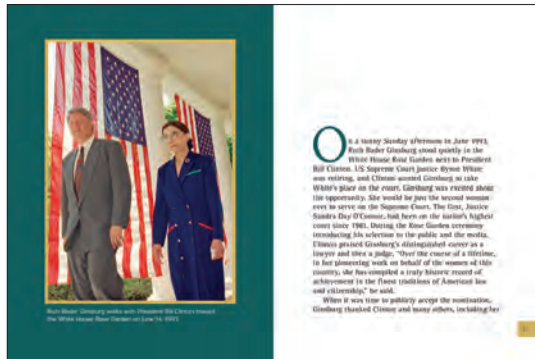 Ruth Bader Ginsburg walks with President Bill Clinton toward
the White House Rose Garden on June 14, 1993.
On a sunny Sunday afternoon in June 1993,
Ruth Bader Ginsburg stood quietly in the
White House Rose Garden next to President
Bill Clinton. US Supreme Court Justice Byron White
was retiring, and Clinton wanted Ginsburg to take
White's place on the court. Ginsburg was excited about
the opportunity. She would be just the second woman
ever to serve on the Supreme Court. The first, Justice
Sandra Day O'Connor, had been on the nation's highest
court since 1981. During the Rose Garden ceremony
introducing his selection to the public and the media,
Clinton praised Ginsburg's distinguished career as a
lawyer and then a judge, "Over the course of a lifetime,
in her pioneering work on behalf of the women of this
country, she has compiled a truly historic record of
achievement in the finest traditions of American law
and citizenship," he said.
When it was time to publicly accept the nomination,
Ginsburg thanked Clinton and many others, including her